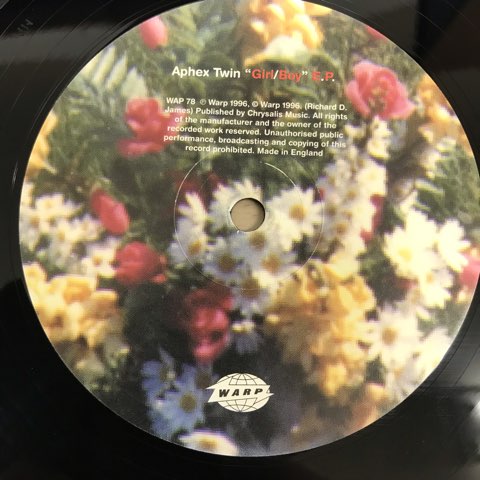 Aphex Twin "Girl/Boy" E.P.
WAP 78 ℗ Warp 1996, © Warp 1996. (Richard D.
James) Published by Chrysalis Music. All rights
of the manufacturer and the owner of the
recorded work reserved. Unauthorised public
performance, broadcasting and copying of this
record prohibited. Made in England
WARP